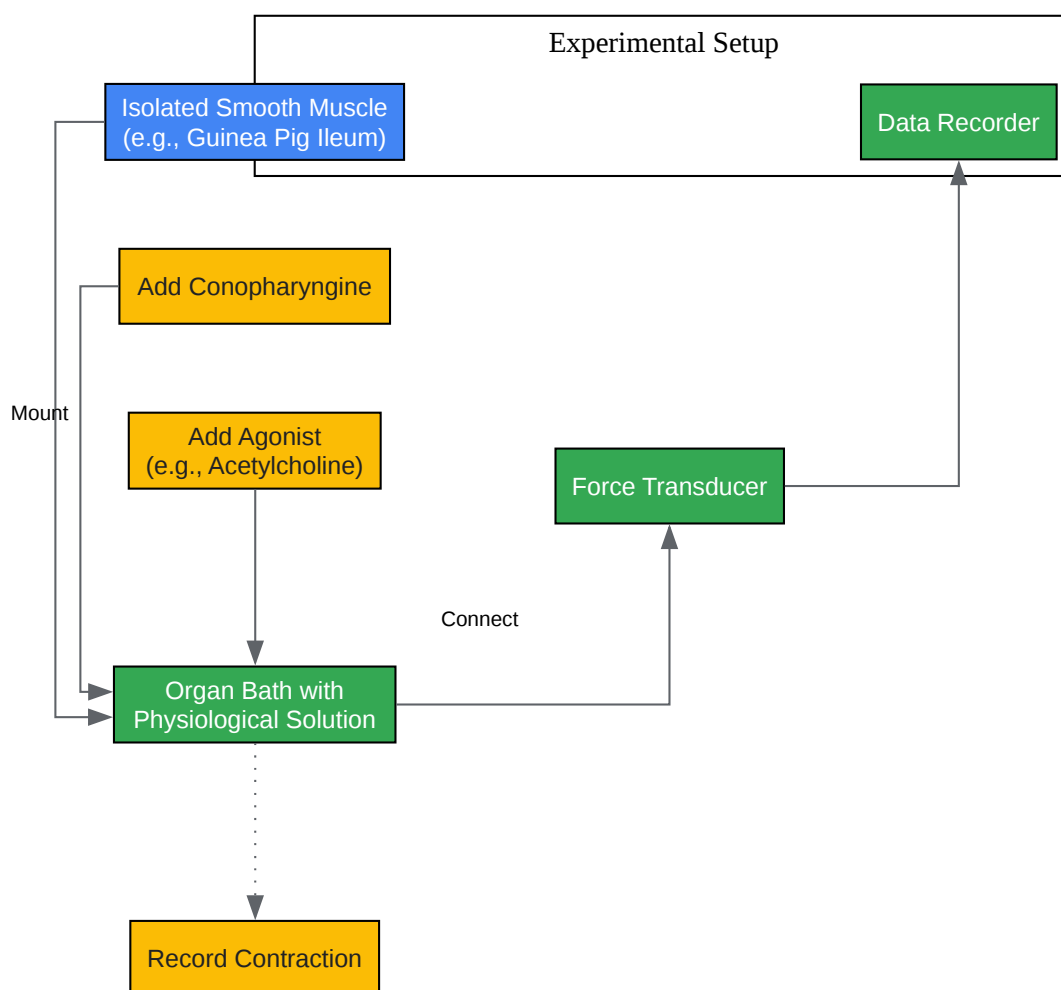 Experimental Setup
Isolated Smooth Muscle
(e.g., Guinea Pig Ileum)
Data Recorder
Add Conopharyngine
Mount
Add Agonist
(e.g., Acetylcholine)
Force Transducer
Connect
Organ Bath with
Physiological Solution
Record Contraction